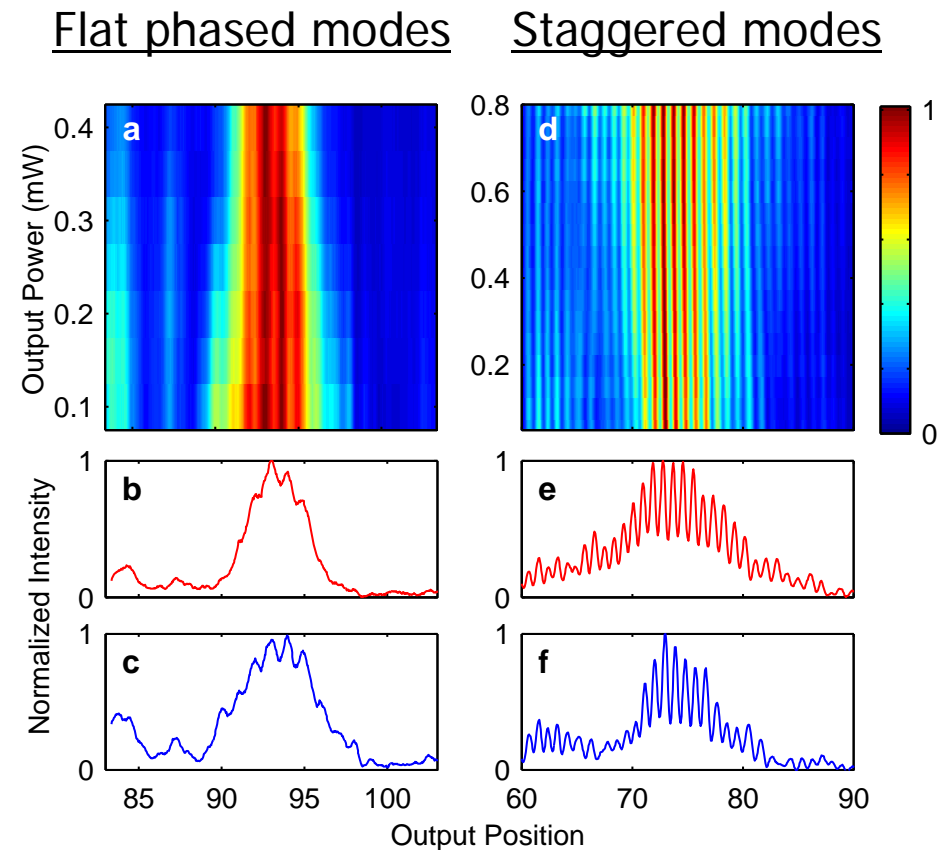 Flat phased modes
Staggered modes
a
0.4
0.3
0.2
0.1
Output Power (mW)
d
0.8
0.6
0.4
0.2
1
0
b
1
0
e
1
0
Normalized Intensity
c
1
0
85
90
95
100
f
1
0
60
70
80
90
Output Position